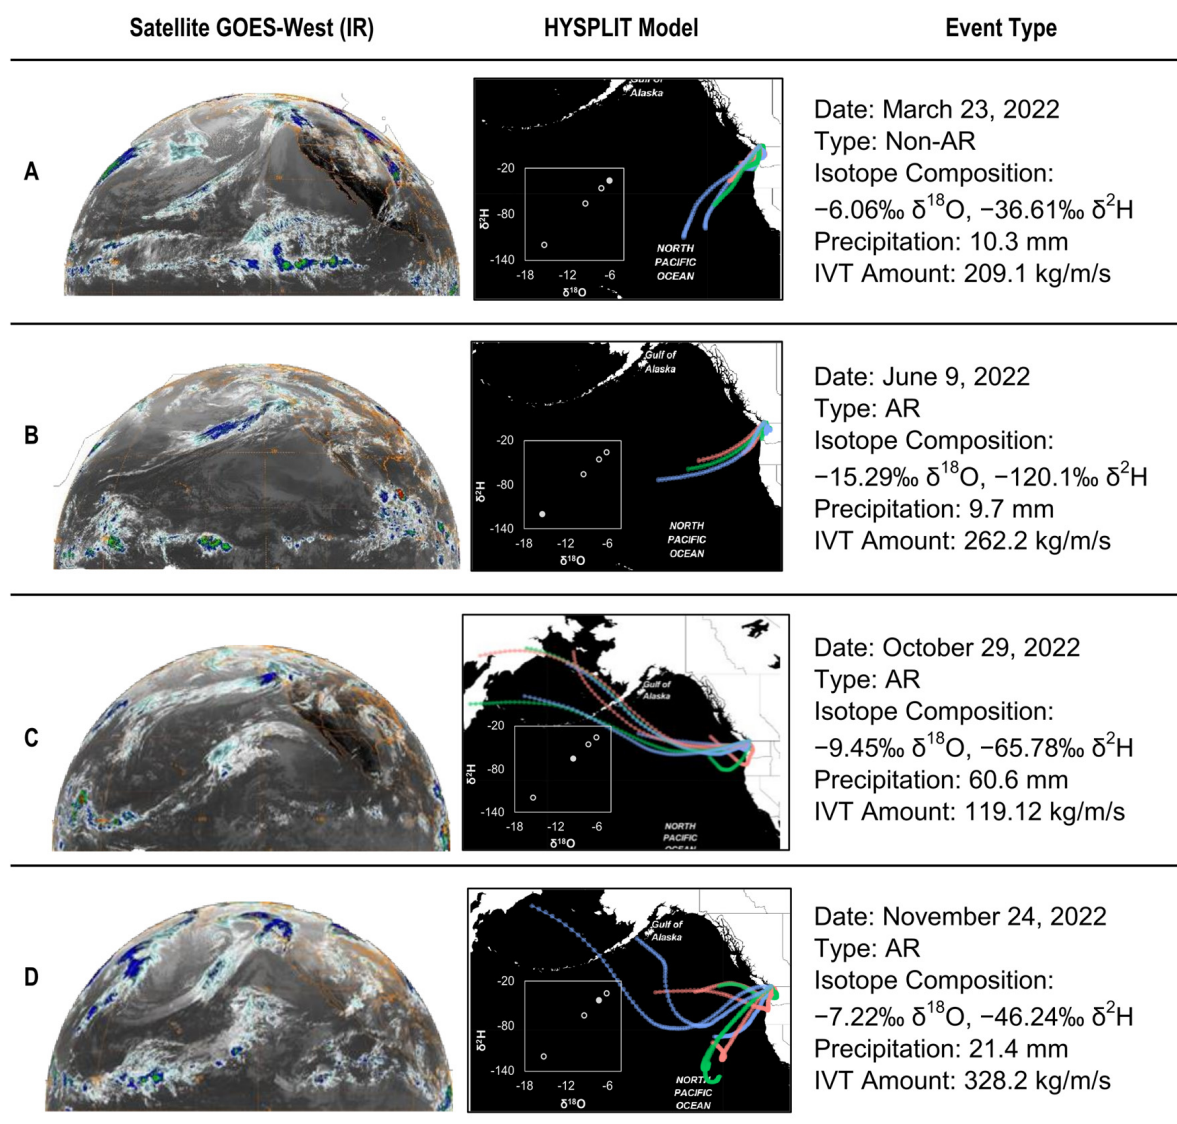 Satellite GOES-West (IR)
HYSPLIT Model
Event Type
A
Gulf of
Alaska
-20
-80
-140
δ²H
-18
-12
-6
δ¹⁸O
NORTH
PACIFIC
OCEAN
Date: March 23, 2022
Type: Non-AR
Isotope Composition:
−6.06‰ δ¹⁸O, −36.61‰ δ²H
Precipitation: 10.3 mm
IVT Amount: 209.1 kg/m/s
B
Gulf of
Alaska
-20
-80
-140
δ²H
-18
-12
-6
δ¹⁸O
NORTH
PACIFIC
OCEAN
Date: June 9, 2022
Type: AR
Isotope Composition:
−15.29‰ δ¹⁸O, −120.1‰ δ²H
Precipitation: 9.7 mm
IVT Amount: 262.2 kg/m/s
C
Gulf of
Alaska
-20
-80
-140
δ²H
-18
-12
-6
δ¹⁸O
NORTH
PACIFIC
OCEAN
Date: October 29, 2022
Type: AR
Isotope Composition:
−9.45‰ δ¹⁸O, −65.78‰ δ²H
Precipitation: 60.6 mm
IVT Amount: 119.12 kg/m/s
D
Gulf of
Alaska
-20
-80
-140
δ²H
-18
-12
-6
δ¹⁸O
NORTH
PACIFIC
OCEAN
Date: November 24, 2022
Type: AR
Isotope Composition:
−7.22‰ δ¹⁸O, −46.24‰ δ²H
Precipitation: 21.4 mm
IVT Amount: 328.2 kg/m/s